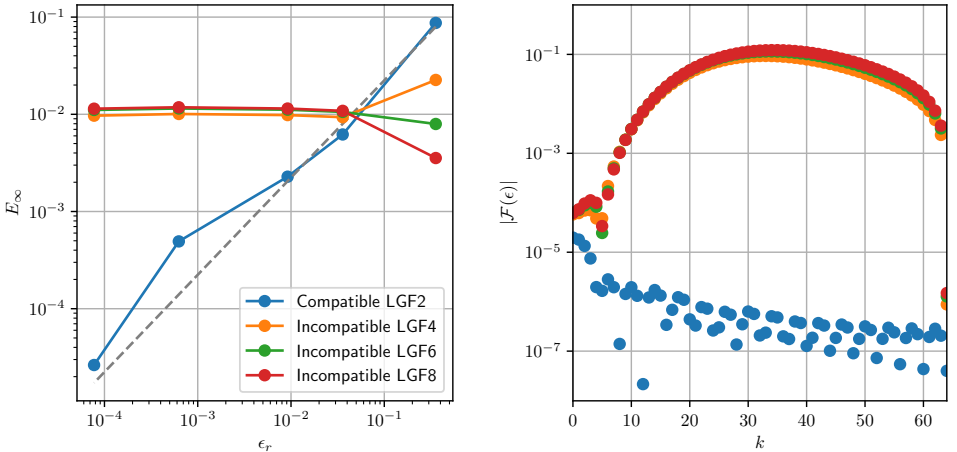 10⁻¹
10⁻²
10⁻³
10⁻⁴
E∞
10⁻⁴ 10⁻³ 10⁻² 10⁻¹
ϵᵣ
Compatible LGF2
Incompatible LGF4
Incompatible LGF6
Incompatible LGF8
10⁻¹
10⁻³
10⁻⁵
10⁻⁷
|ℱ(ϵ)|
0 10 20 30 40 50 60
k